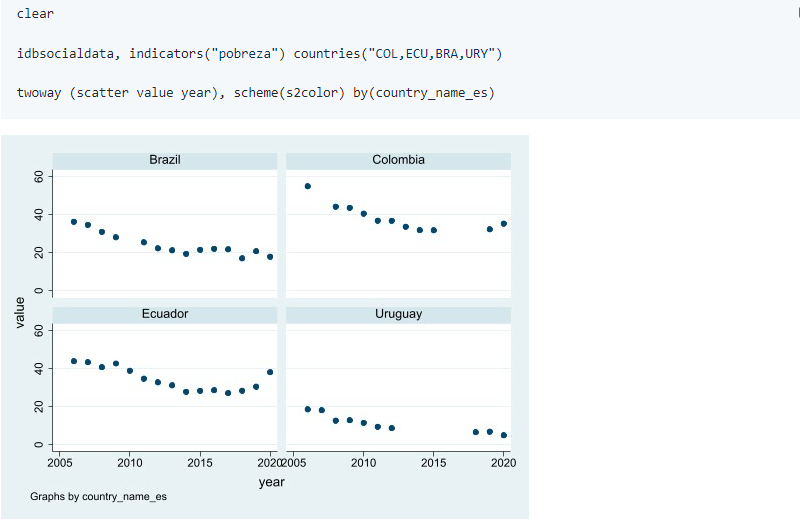 clear
idbsocialdata, indicators("pobreza") countries("COL,ECU,BRA,URY")
twoway (scatter value year), scheme(s2color) by(country_name_es)
Brazil
Colombia
60
40
20
0
Ecuador
Uruguay
60
40
20
0
value
2005 2010 2015 2020 2005 2010 2015 2020
year
Graphs by country_name_es